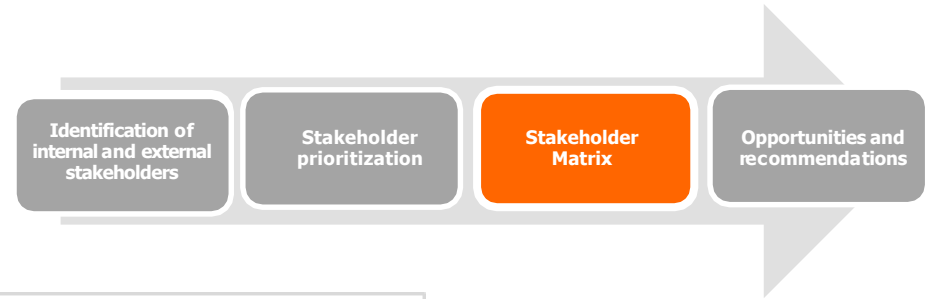 Identification of
internal and external
stakeholders
Stakeholder
prioritization
Stakeholder
Matrix
Opportunities and
recommendations